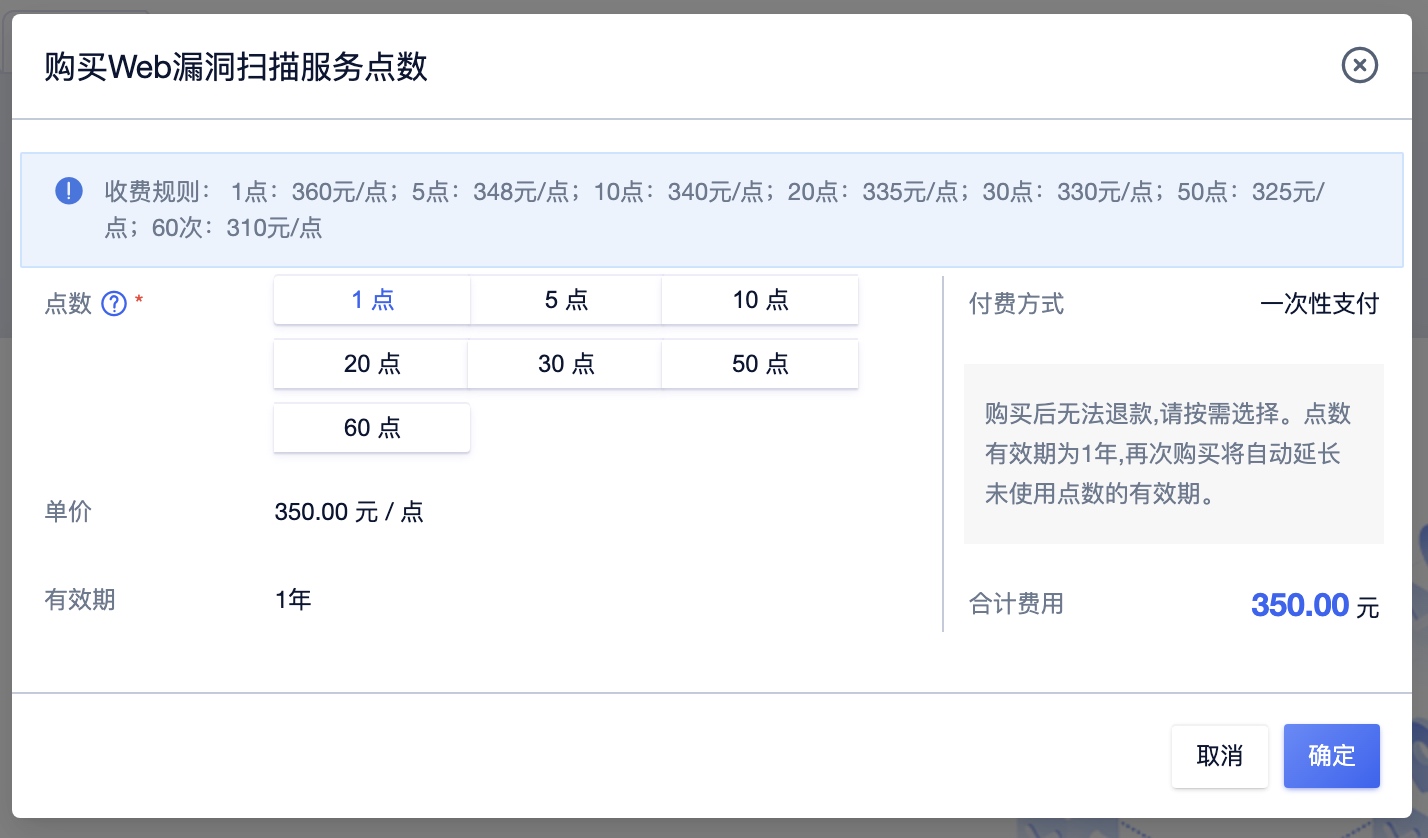 购买Web漏洞扫描服务点数
收费规则： 1点：360元/点；5点：348元/点；10点：340元/点；20点：335元/点；30点：330元/点；50点：325元/
点；60次：310元/点
点数 ? *
1 点
5 点
10 点
20 点
30 点
50 点
60 点
单价
350.00 元 / 点
有效期
1年
付费方式
一次性支付
购买后无法退款,请按需选择。点数
有效期为1年,再次购买将自动延长
未使用点数的有效期。
合计费用
350.00 元
取消
确定